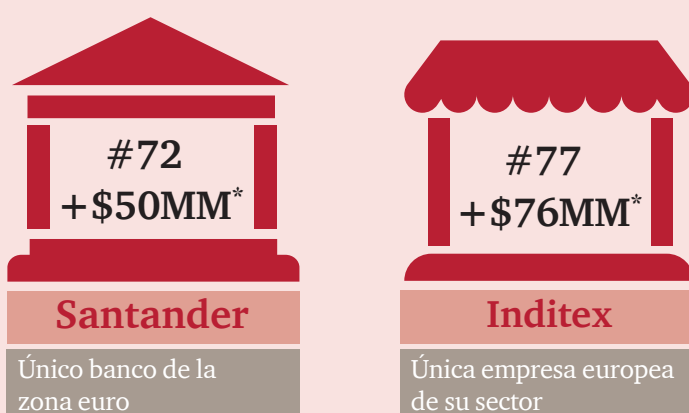 #72
+$50MM*
Santander
Único banco de la
zona euro
#77
+$76MM*
Inditex
Única empresa europea
de su sector